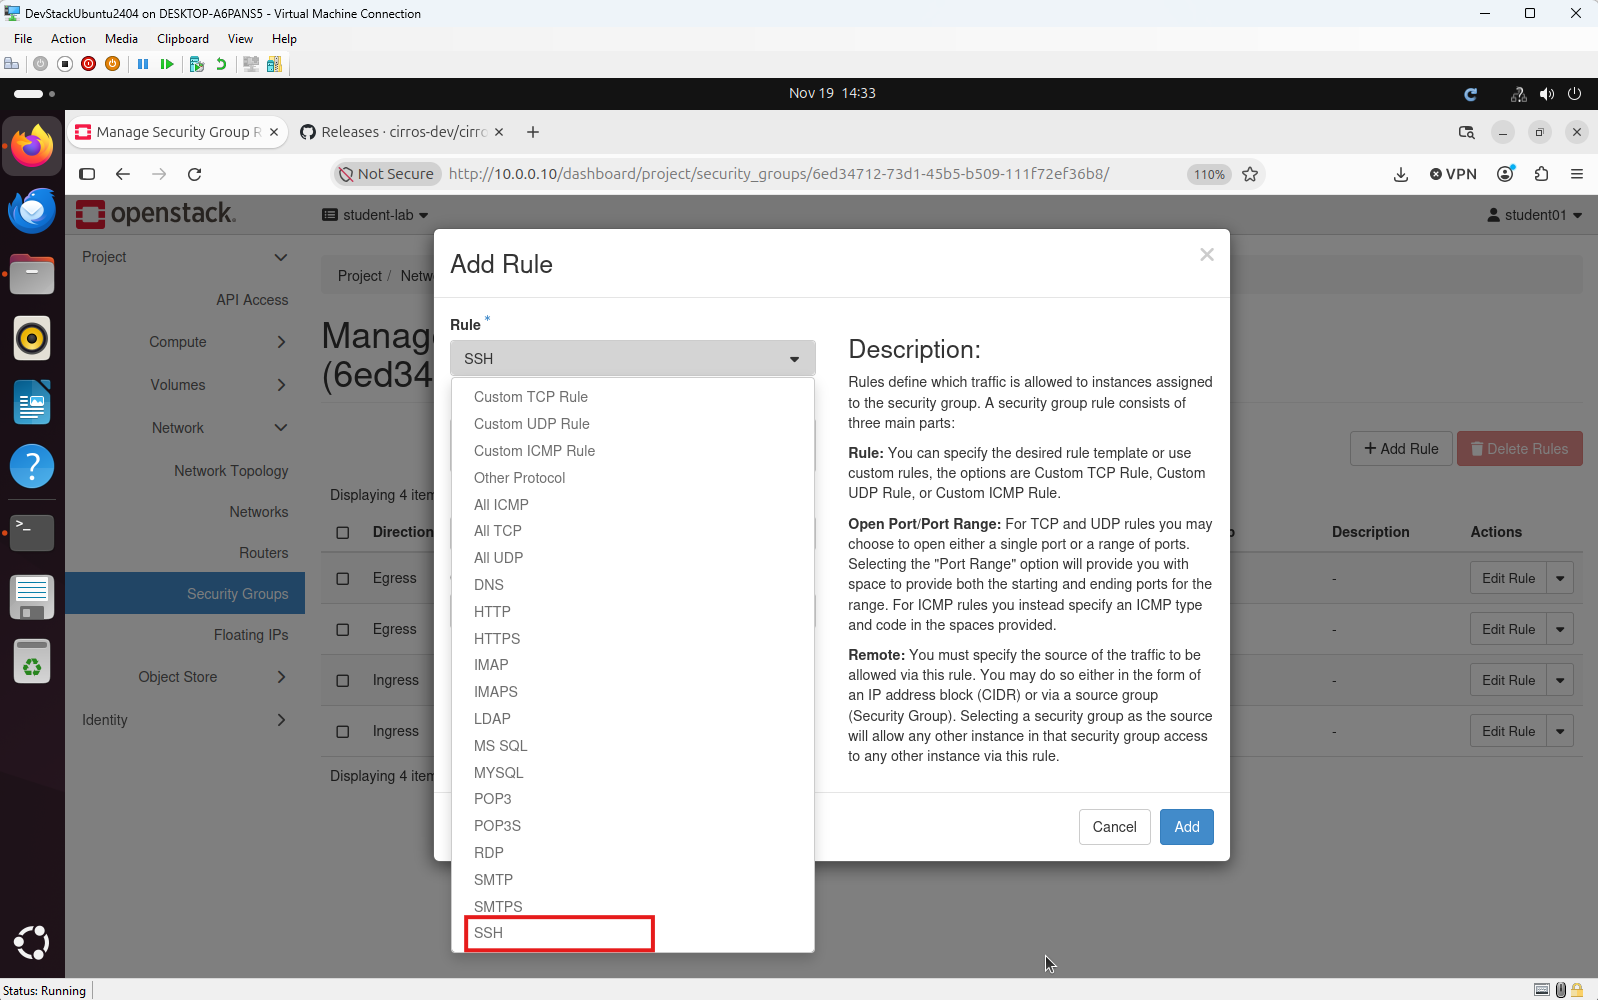 DevStackUbuntu2404 on DESKTOP-A6PANS5 - Virtual Machine Connection
File Action Media Clipboard View Help
Nov 19 14:33
Manage Security Group R
Releases · cirros-dev/cirro
Not Secure http://10.0.0.10/dashboard/project/security_groups/6ed34712-73d1-45b5-b509-111f72ef36b8/ 110% VPN
openstack. student-lab student01
Project
API Access
Compute
Volumes
Network
Network Topology
Networks
Routers
Security Groups
Floating IPs
Object Store
Identity
Project / Netw
Manag
(6ed34
+ Add Rule Delete Rules
Displaying 4 item
Direction Description Actions
Egress - Edit Rule
Egress - Edit Rule
Ingress - Edit Rule
Ingress - Edit Rule
Displaying 4 item
Add Rule ×
Rule *
SSH
Custom TCP Rule
Custom UDP Rule
Custom ICMP Rule
Other Protocol
All ICMP
All TCP
All UDP
DNS
HTTP
HTTPS
IMAP
IMAPS
LDAP
MS SQL
MYSQL
POP3
POP3S
RDP
SMTP
SMTPS
SSH
Description:
Rules define which traffic is allowed to instances assigned
to the security group. A security group rule consists of
three main parts:
Rule: You can specify the desired rule template or use
custom rules, the options are Custom TCP Rule, Custom
UDP Rule, or Custom ICMP Rule.
Open Port/Port Range: For TCP and UDP rules you may
choose to open either a single port or a range of ports.
Selecting the "Port Range" option will provide you with
space to provide both the starting and ending ports for the
range. For ICMP rules you instead specify an ICMP type
and code in the spaces provided.
Remote: You must specify the source of the traffic to be
allowed via this rule. You may do so either in the form of
an IP address block (CIDR) or via a source group
(Security Group). Selecting a security group as the source
will allow any other instance in that security group access
to any other instance via this rule.
Cancel Add
Status: Running